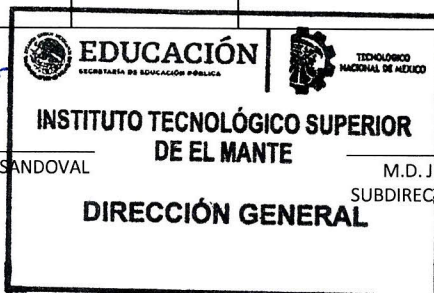 EDUCACIÓN
SECRETARÍA DE EDUCACIÓN PÚBLICA
TECNOLÓGICO
NACIONAL DE MÉXICO
INSTITUTO TECNOLÓGICO SUPERIOR
DE EL MANTE
SANDOVAL
M.D. J
SUBDIREC
DIRECCIÓN GENERAL